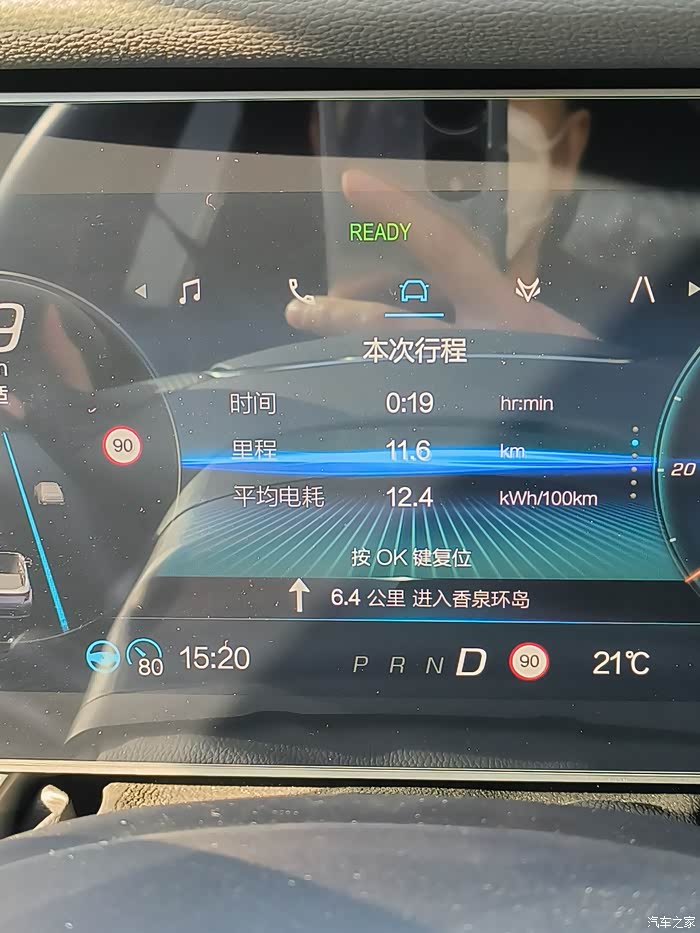 READY
本次行程
时间 0:19 hr:min
90
里程 11.6 km
20
平均电耗 12.4 kWh/100km
按 OK 键复位
6.4 公里 进入香泉环岛
80 15:20 P R N D 90 21℃
汽车之家